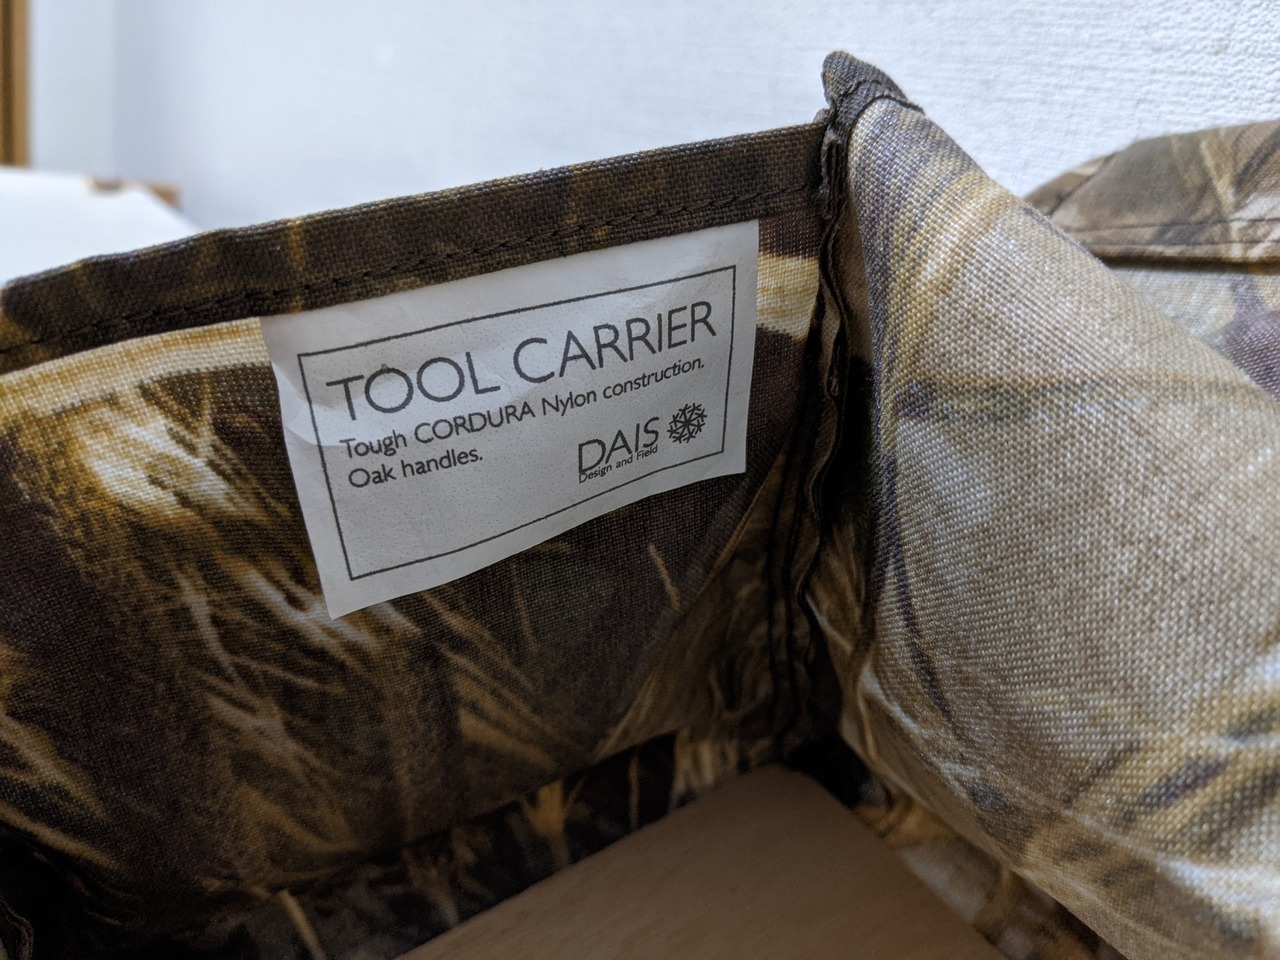 TOOL CARRIER
Tough CORDURA Nylon construction.
Oak handles.
DAIS
Design and Field